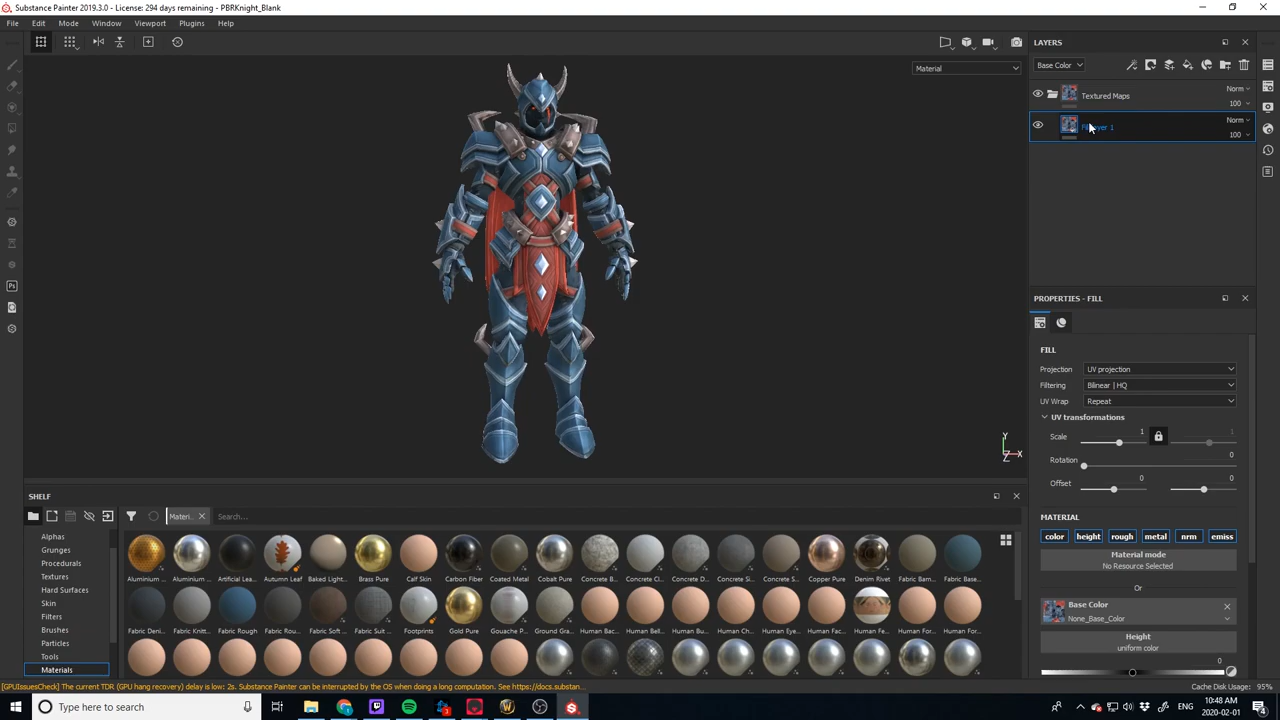 Substance Painter 2019.3.0 - License: 294 days remaining - PBRKnight_Blank
File Edit Mode Window Viewport Plugins Help
Material
LAYERS
Base Color
Textured Maps
Norm
100
Norm
100
PROPERTIES - FILL
FILL
Projection UV projection
Filtering Bilinear | HQ
UV Wrap Repeat
UV transformations
Scale 1 1
Rotation 0
Offset 0 0
MATERIAL
color height rough metal nrm emiss
Material mode
No Resource Selected
Or
Base Color
None_Base_Color
Height
uniform color
0
Y
X
Z
SHELF
Materi... Search...
Alphas
Grunges
Procedurals
Textures
Hard Surfaces
Skin
Filters
Brushes
Particles
Tools
Materials
Aluminium ... Aluminium ... Artificial Lea... Autumn Leaf Baked Light... Brass Pure Calf Skin Carbon Fiber Coated Metal Cobalt Pure Concrete B... Concrete Cl... Concrete D... Concrete Si... Concrete S... Copper Pure Denim Rivet Fabric Bam... Fabric Base...
Fabric Deni... Fabric Knitt... Fabric Rough Fabric Rou... Fabric Soft ... Fabric Suit ... Footprints Gold Pure Gouache P... Ground Gra... Human Bac... Human Bell... Human Bu... Human Ch... Human Eye... Human Fac... Human Fe... Human For... Human For...
[GPUIssuesCheck] The current TDR (GPU hang recovery) delay is low: 2s. Substance Painter can be interrupted by the OS when doing a long computation. See https://docs.substan...
Cache Disk Usage: 95%
Type here to search
Ps
ENG
10:48 AM
2020-02-01